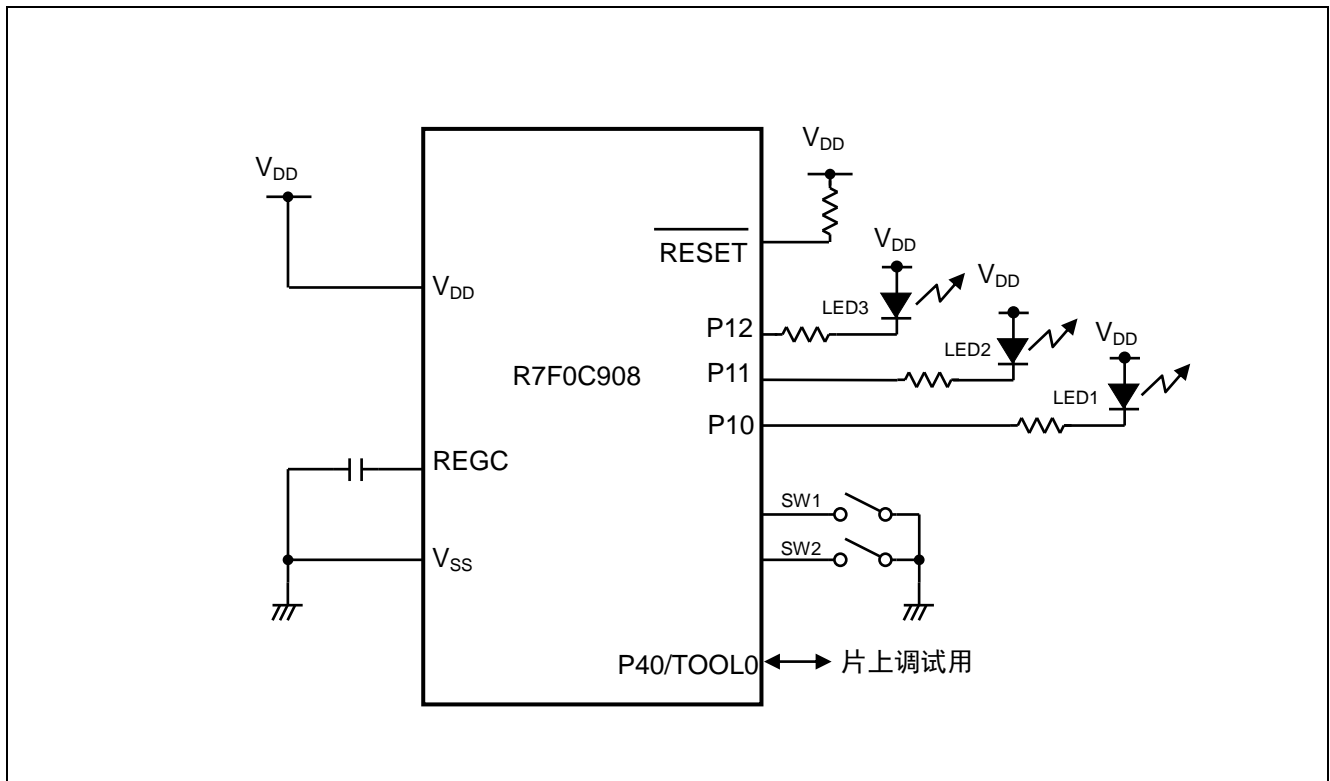 VDD
VDD
RESET
VDD
VDD
VDD
LED3
VDD
P12
LED2
R7F0C908
P11
LED1
P10
REGC
SW1
SW2
VSS
P40/TOOL0
片上调试用